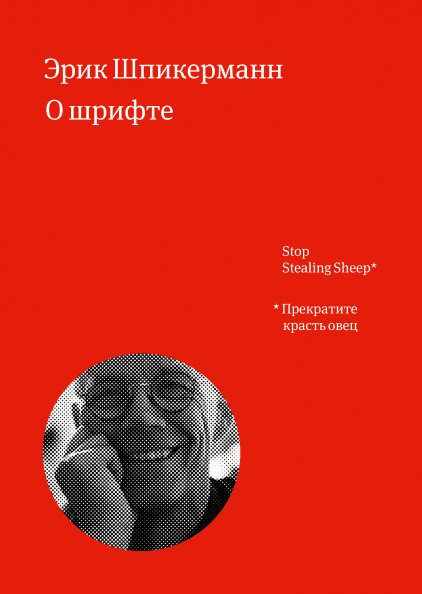 Эрик Шпикерманн
О шрифте
Stop
Stealing Sheep*
* Прекратите
красть овец